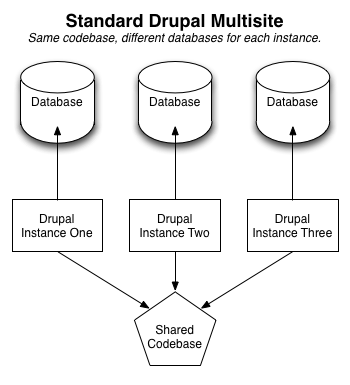 Standard Drupal Multisite
Same codebase, different databases for each instance.
Database
Database
Database
Drupal
Instance One
Drupal
Instance Two
Drupal
Instance Three
Shared
Codebase